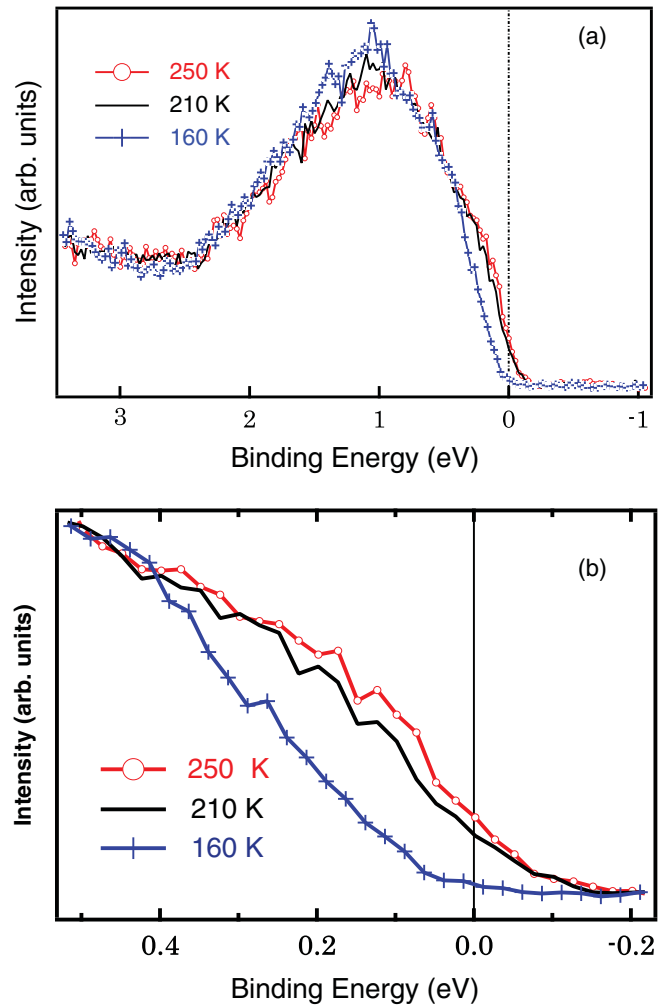 (a)
250 K
210 K
160 K
Intensity (arb. units)
3 2 1 0 -1
Binding Energy (eV)
(b)
Intensity (arb. units)
250 K
210 K
160 K
0.4 0.2 0.0 -0.2
Binding Energy (eV)